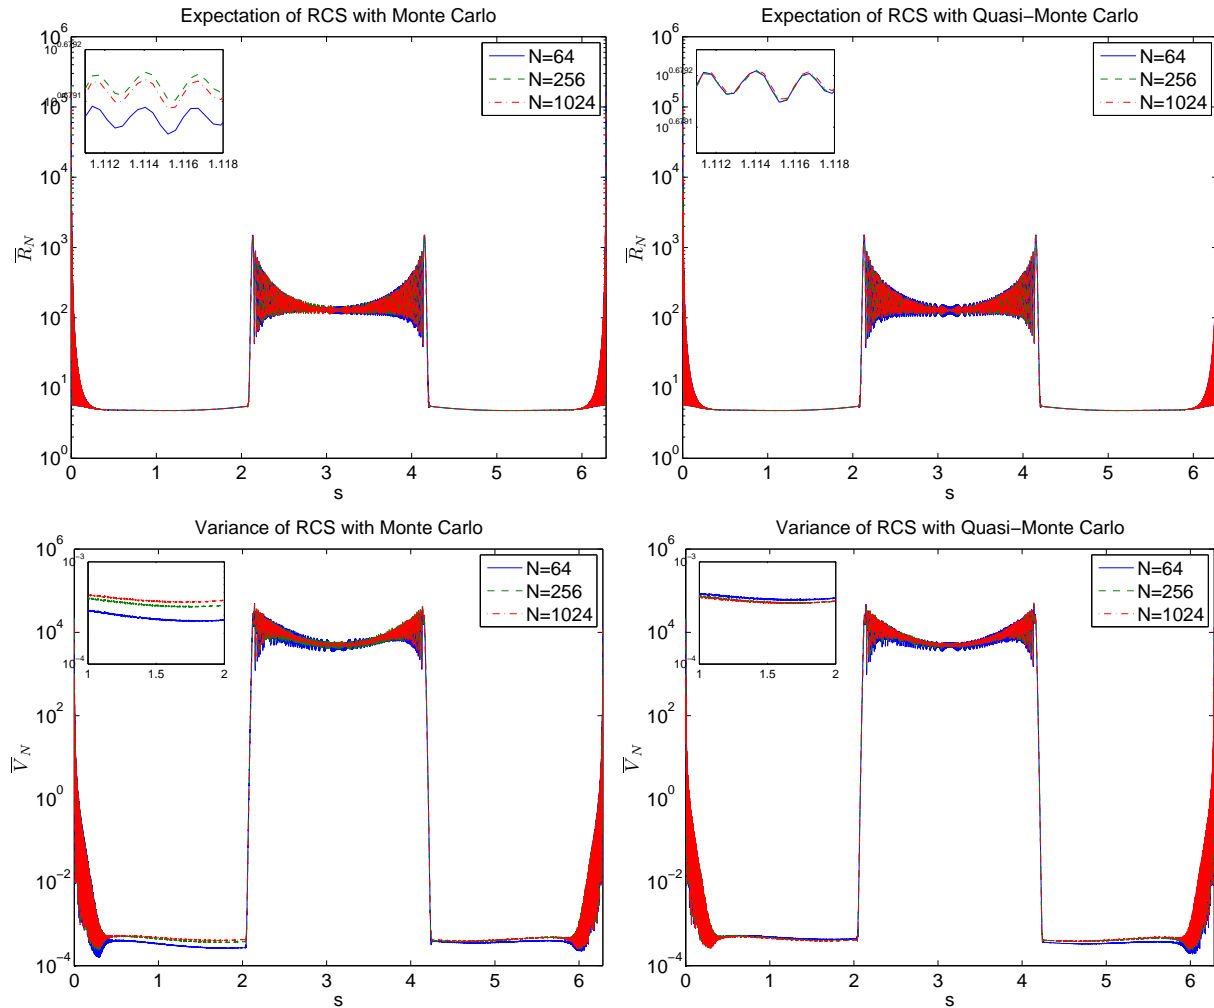 Expectation of RCS with Monte Carlo
10^6
10^5
10^4
10^3
10^2
10^1
10^0
R̅_N
0 1 2 3 4 5 6
s
N=64
N=256
N=1024
0.6792
0.6791
1.112 1.114 1.116 1.118
Expectation of RCS with Quasi−Monte Carlo
10^6
10^5
10^4
10^3
10^2
10^1
10^0
R̅_N
0 1 2 3 4 5 6
s
N=64
N=256
N=1024
0.6792
0.6791
1.112 1.114 1.116 1.118
Variance of RCS with Monte Carlo
10^6
10^4
10^2
10^0
10^−2
10^−4
V̅_N
0 1 2 3 4 5 6
s
N=64
N=256
N=1024
10^−3
10^−4
1 1.5 2
Variance of RCS with Quasi−Monte Carlo
10^6
10^4
10^2
10^0
10^−2
10^−4
V̅_N
0 1 2 3 4 5 6
s
N=64
N=256
N=1024
10^−3
10^−4
1 1.5 2